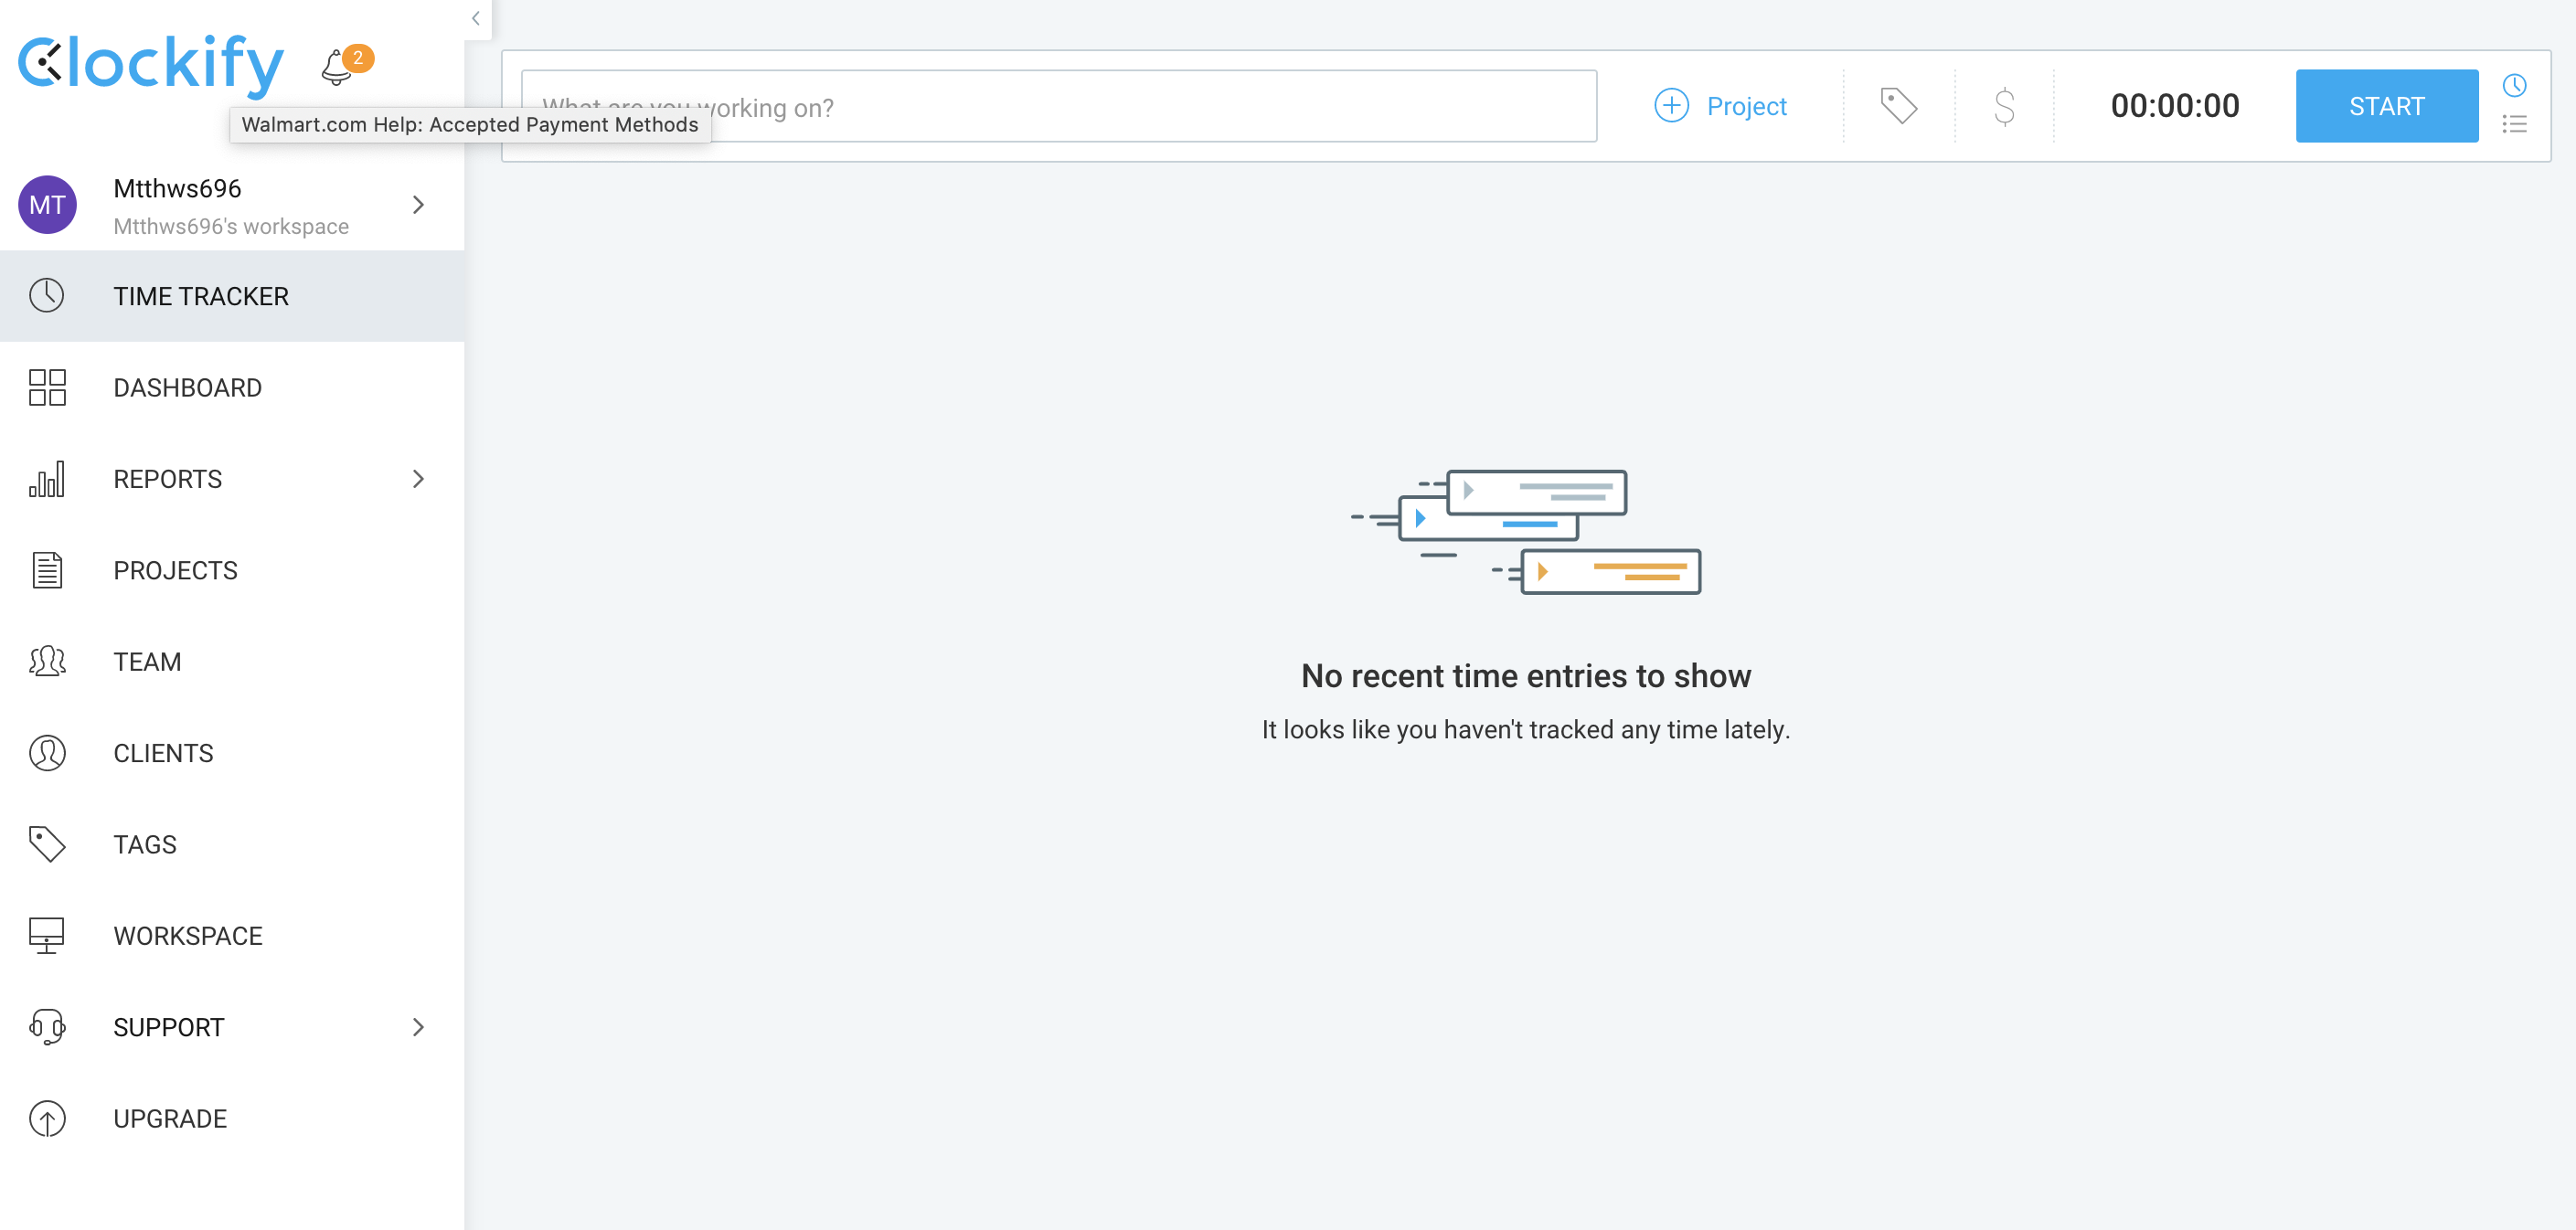 Clockify
2
What are you working on?
Walmart.com Help: Accepted Payment Methods
Project
$
00:00:00
START
MT
Mtthws696
Mtthws696's workspace
TIME TRACKER
DASHBOARD
REPORTS
PROJECTS
TEAM
CLIENTS
TAGS
WORKSPACE
SUPPORT
UPGRADE
No recent time entries to show
It looks like you haven't tracked any time lately.